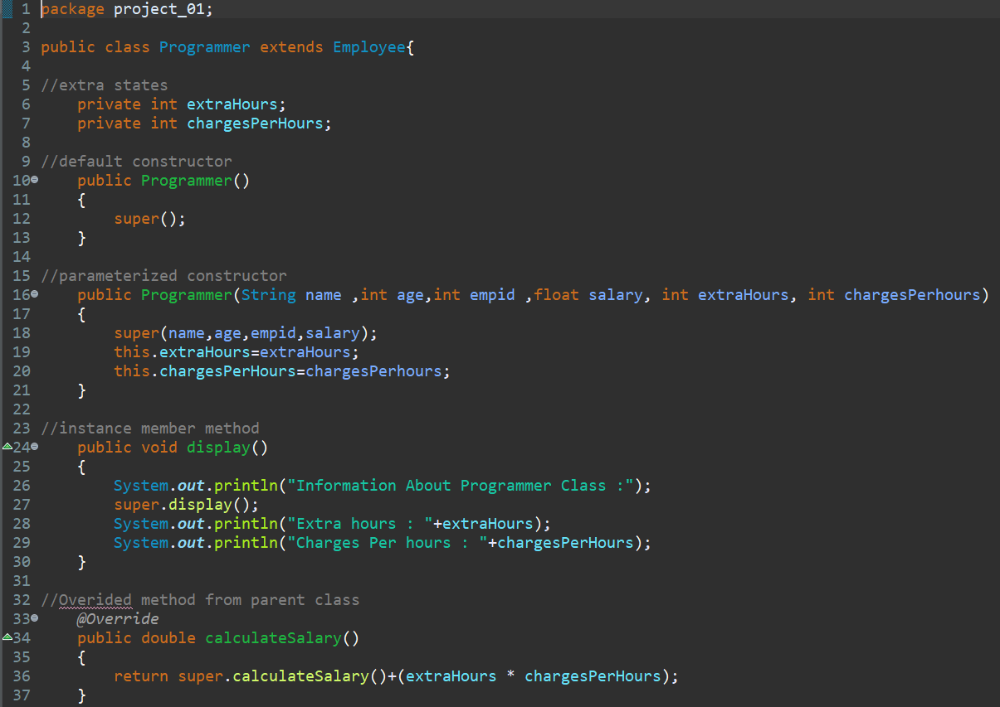 1 package project_01;
2
3 public class Programmer extends Employee{
4
5 //extra states
6     private int extraHours;
7     private int chargesPerHours;
8
9 //default constructor
10     public Programmer()
11     {
12         super();
13     }
14
15 //parameterized constructor
16     public Programmer(String name ,int age,int empid ,float salary, int extraHours, int chargesPerhours)
17     {
18         super(name,age,empid,salary);
19         this.extraHours=extraHours;
20         this.chargesPerHours=chargesPerhours;
21     }
22
23 //instance member method
24     public void display()
25     {
26         System.out.println("Information About Programmer Class :");
27         super.display();
28         System.out.println("Extra hours : "+extraHours);
29         System.out.println("Charges Per hours : "+chargesPerHours);
30     }
31
32 //Overided method from parent class
33     @Override
34     public double calculateSalary()
35     {
36         return super.calculateSalary()+(extraHours * chargesPerHours);
37     }